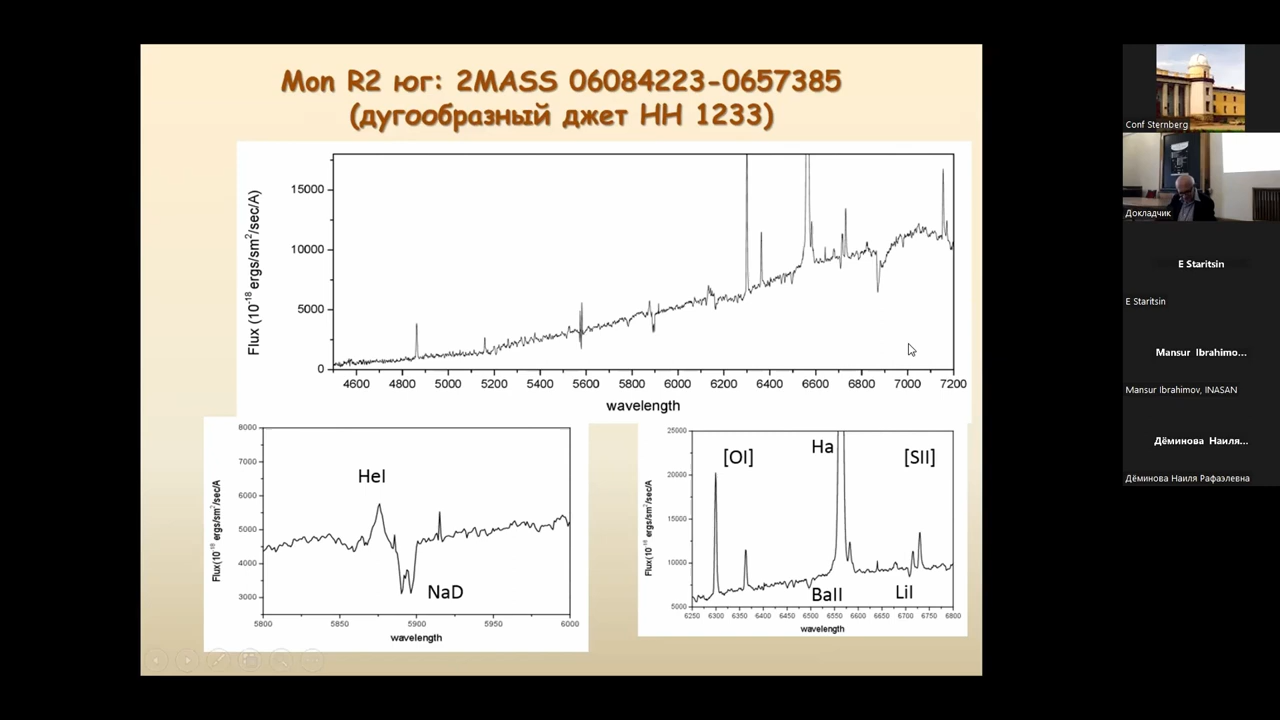 Mon R2 юг: 2MASS 06084223-0657385
(дугообразный джет HH 1233)
Flux (10⁻¹⁸ ergs/sm²/sec/A)
15000
10000
5000
0
4600 4800 5000 5200 5400 5600 5800 6000 6200 6400 6600 6800 7000 7200
wavelength
Flux(10⁻¹⁸ ergs/sm²/sec/A
8000
7000
6000
5000
4000
3000
HeI
NaD
5800 5850 5900 5950 6000
wavelength
Flux(10⁻¹⁸ ergs/sm²/sec/A
25000
20000
15000
10000
5000
[OI] Ha [SII]
BaII LiI
6250 6300 6350 6400 6450 6500 6550 6600 6650 6700 6750 6800
wavelength
Conf Sternberg
Докладчик
E Staritsin
E Staritsin
Mansur Ibrahimo...
Mansur Ibrahimov, INASAN
Дёминова Наиля...
Дёминова Наиля Рафаэлевна